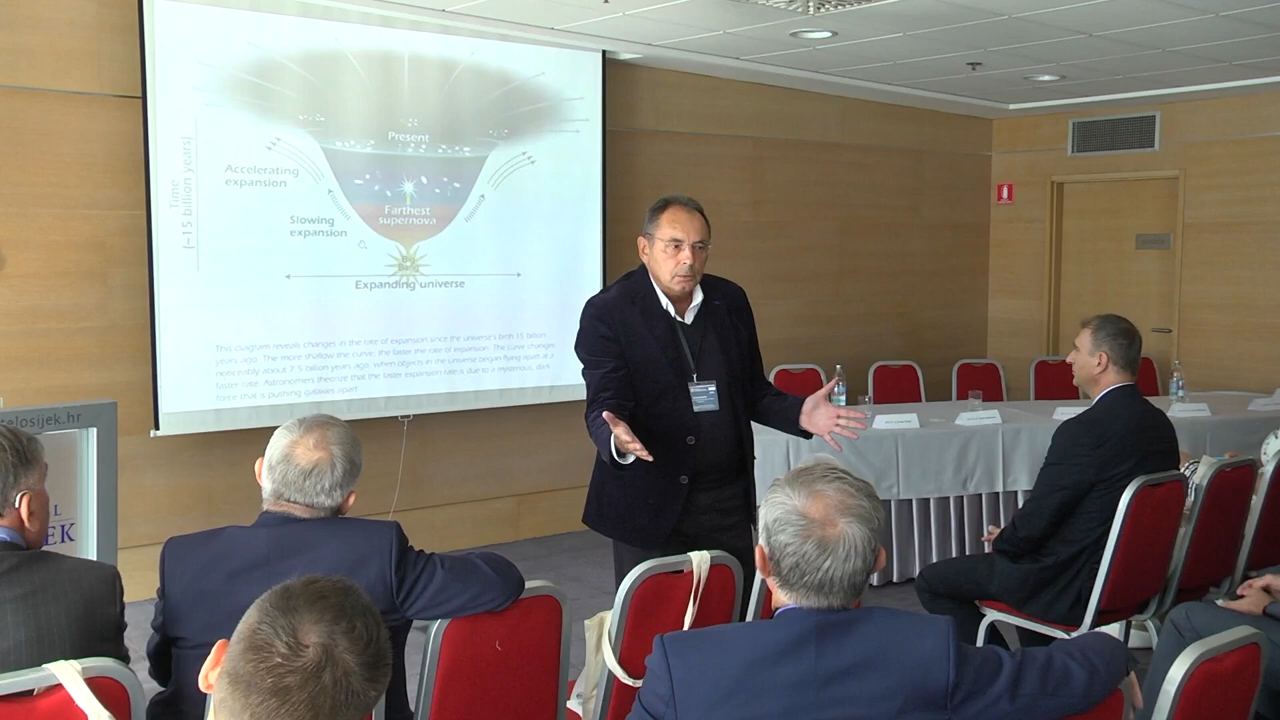 Present
Accelerating
expansion
Time
(~15 billion years)
Farthest
supernova
Slowing
expansion
Expanding universe
This diagram reveals changes in the rate of expansion since the universe's birth 15 billion
years ago. The more shallow the curve, the faster the rate of expansion. The curve changes
noticeably about 7.5 billion years ago, when objects in the universe began flying apart at a
faster rate. Astronomers theorize that the faster expansion rate is due to a mysterious, dark
force that is pushing galaxies apart.
telosijek.hr
L
EK